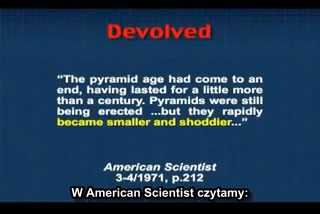 Devolved
“The pyramid age had come to an
end, having lasted for a little more
than a century. Pyramids were still
being erected ...but they rapidly
became smaller and shoddier...”
American Scientist
3-4/1971, p.212
W American Scientist czytamy: